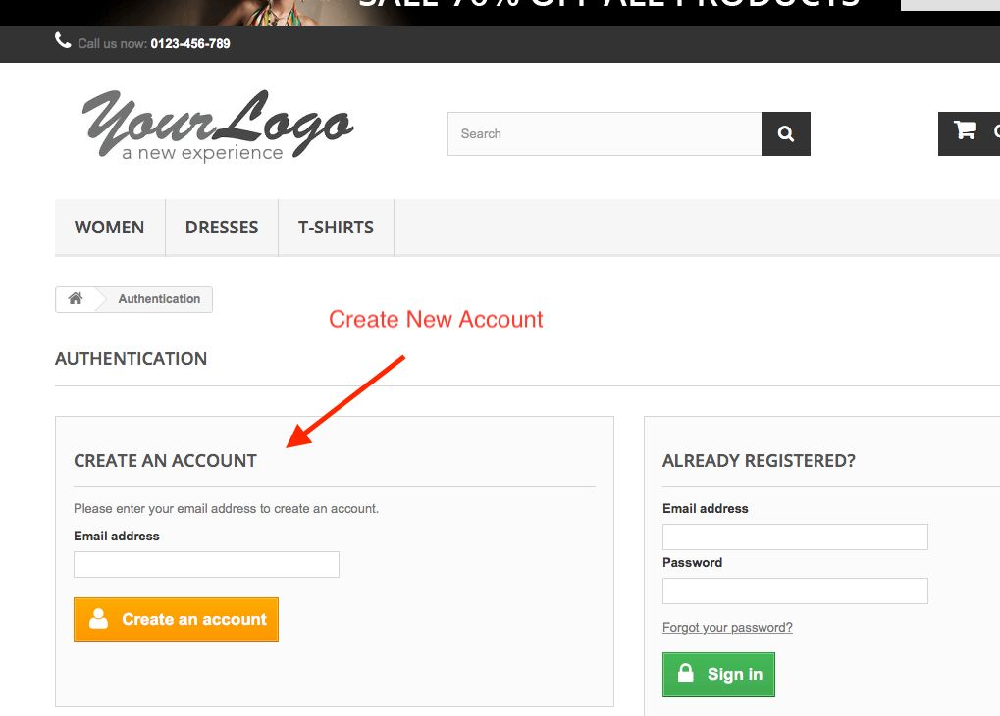 SALE 70% OFF ALL PRODUCTS
Call us now: 0123-456-789
YourLogo
a new experience
Search
WOMEN DRESSES T-SHIRTS
Authentication
Create New Account
AUTHENTICATION
CREATE AN ACCOUNT
Please enter your email address to create an account.
Email address
Create an account
ALREADY REGISTERED?
Email address
Password
Forgot your password?
Sign in